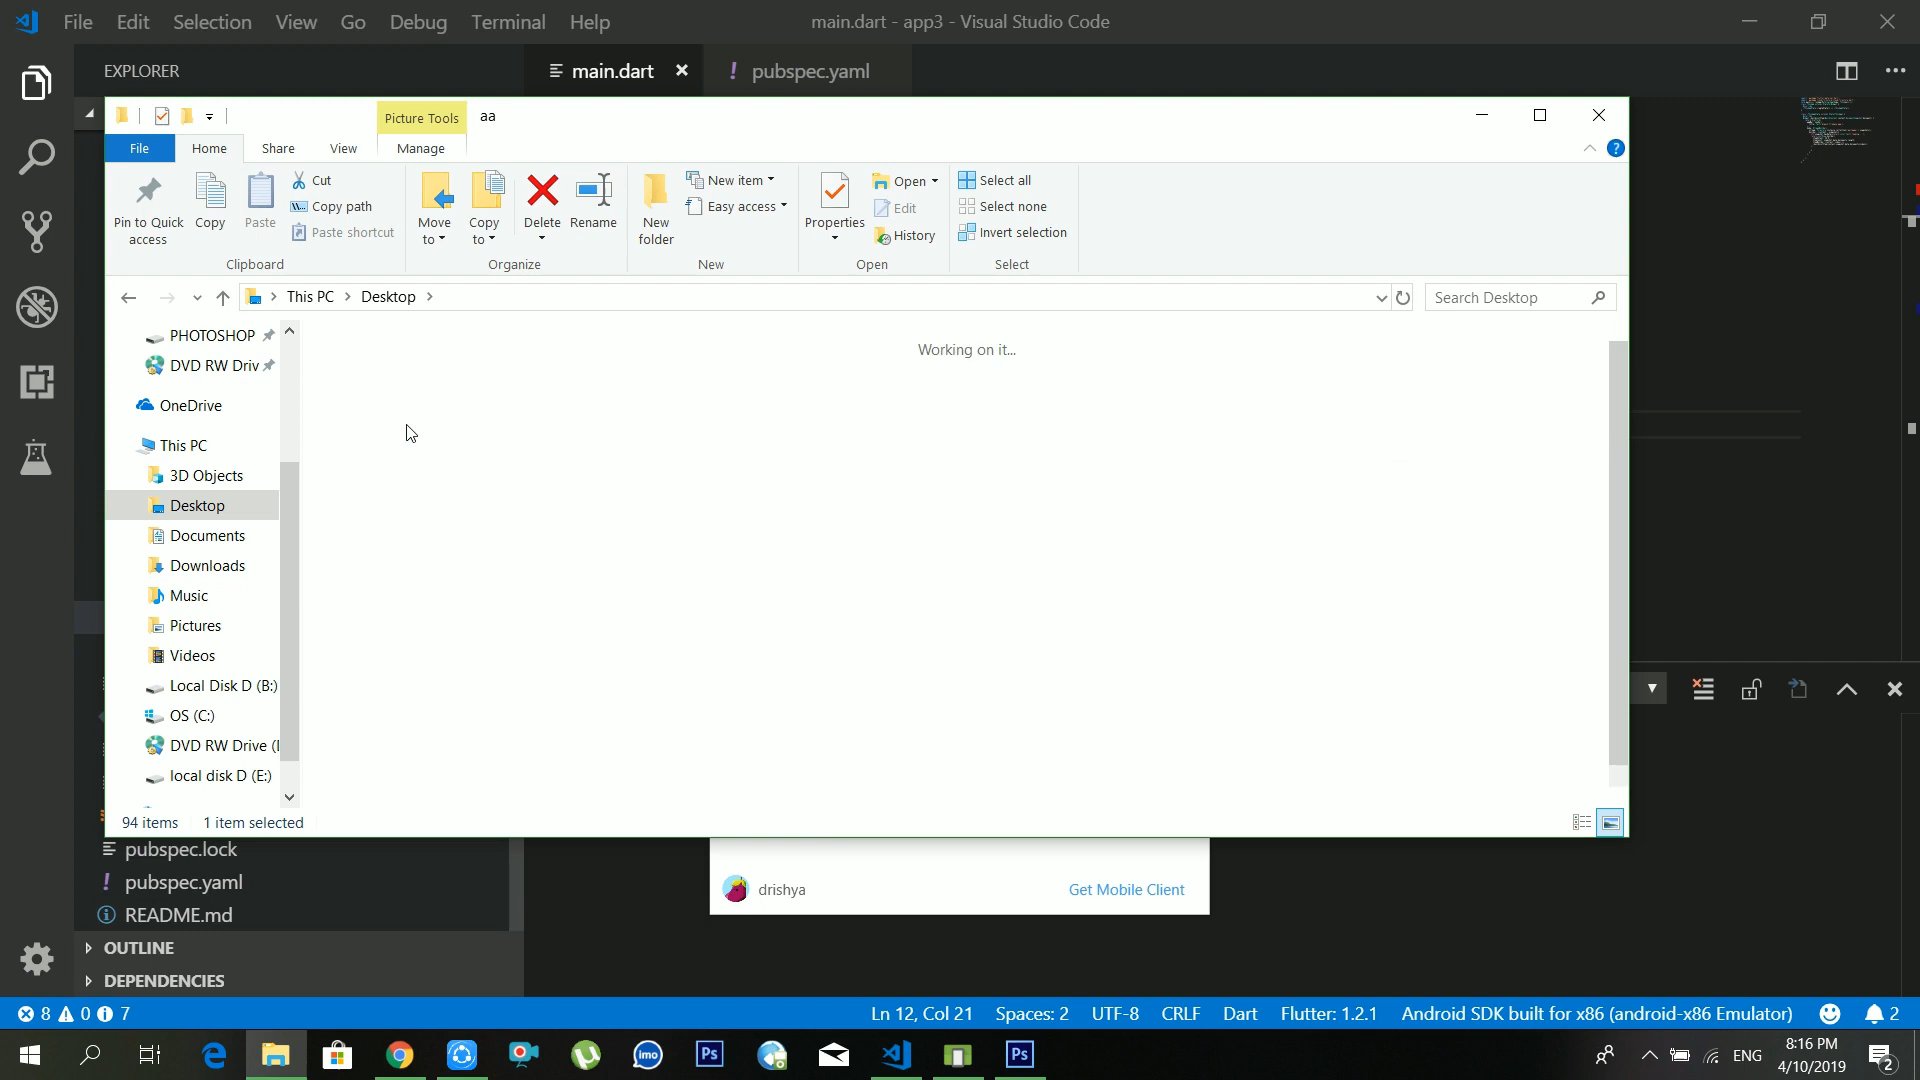 File Edit Selection View Go Debug Terminal Help
main.dart - app3 - Visual Studio Code
EXPLORER
main.dart
! pubspec.yaml
Picture Tools
aa
File Home Share View Manage
Pin to Quick access
Copy
Paste
Cut
Copy path
Paste shortcut
Clipboard
Move to
Copy to
Delete
Rename
Organize
New folder
New item
Easy access
New
Properties
Open
Edit
History
Open
Select all
Select none
Invert selection
Select
This PC > Desktop >
Search Desktop
PHOTOSHOP
DVD RW Driv
OneDrive
This PC
3D Objects
Desktop
Documents
Downloads
Music
Pictures
Videos
Local Disk D (B:)
OS (C:)
DVD RW Drive (
local disk D (E:)
Working on it...
94 items 1 item selected
pubspec.lock
! pubspec.yaml
README.md
OUTLINE
DEPENDENCIES
drishya
Get Mobile Client
8 0 7
Ln 12, Col 21 Spaces: 2 UTF-8 CRLF Dart Flutter: 1.2.1 Android SDK built for x86 (android-x86 Emulator) 2
imo
Ps
Ps
ENG
8:16 PM
4/10/2019
2